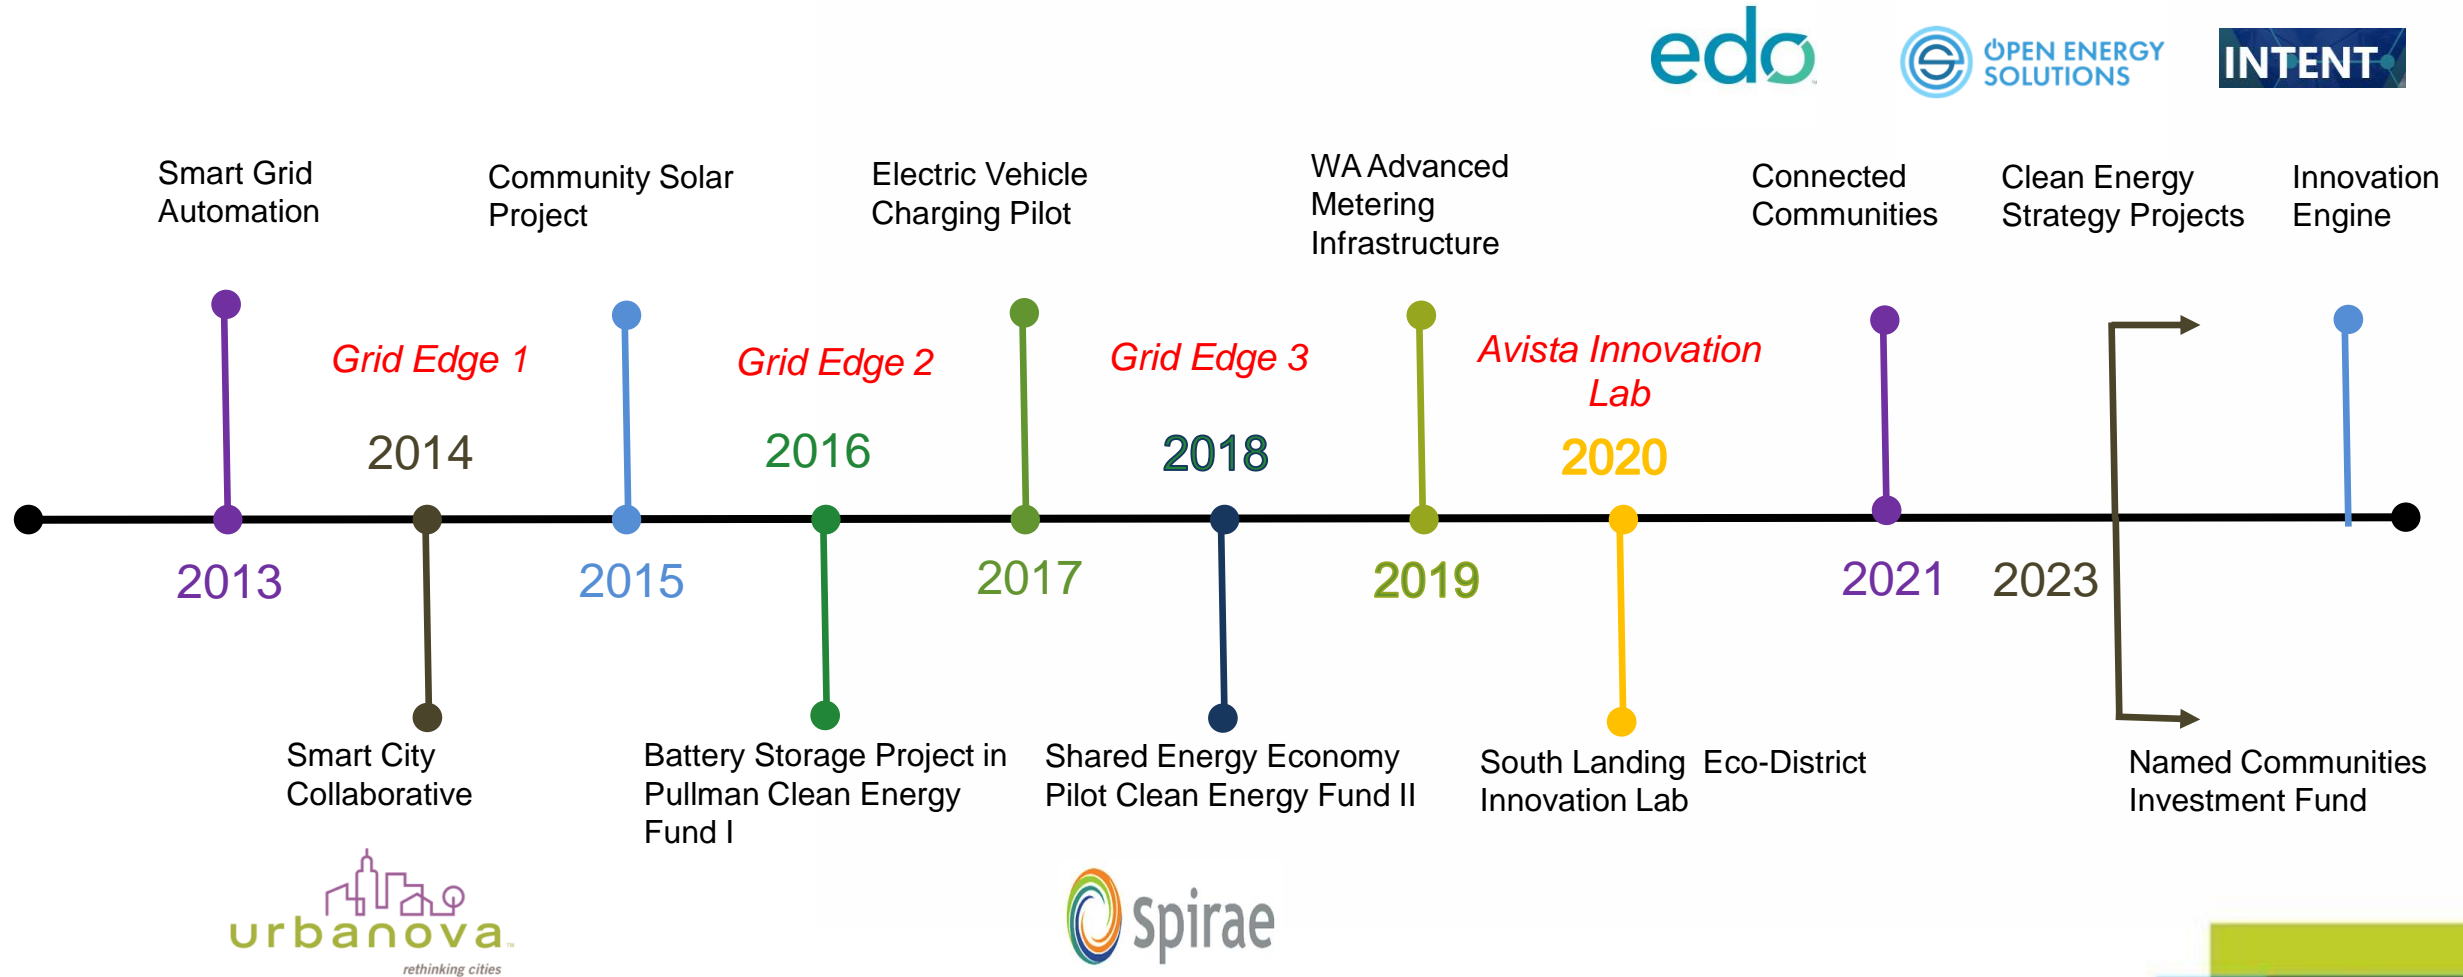 edo
OPEN ENERGY
SOLUTIONS
INTENT
Smart Grid
Automation
Community Solar
Project
Electric Vehicle
Charging Pilot
WA Advanced
Metering
Infrastructure
Connected
Communities
Clean Energy
Strategy Projects
Innovation
Engine
Grid Edge 1
Grid Edge 2
Grid Edge 3
Avista Innovation
Lab
2014
2016
2018
2020
2013
2015
2017
2019
2021
2023
Smart City
Collaborative
Battery Storage Project in
Pullman Clean Energy
Fund I
Shared Energy Economy
Pilot Clean Energy Fund II
South Landing Eco-District
Innovation Lab
Named Communities
Investment Fund
urbanova
rethinking cities
spirae